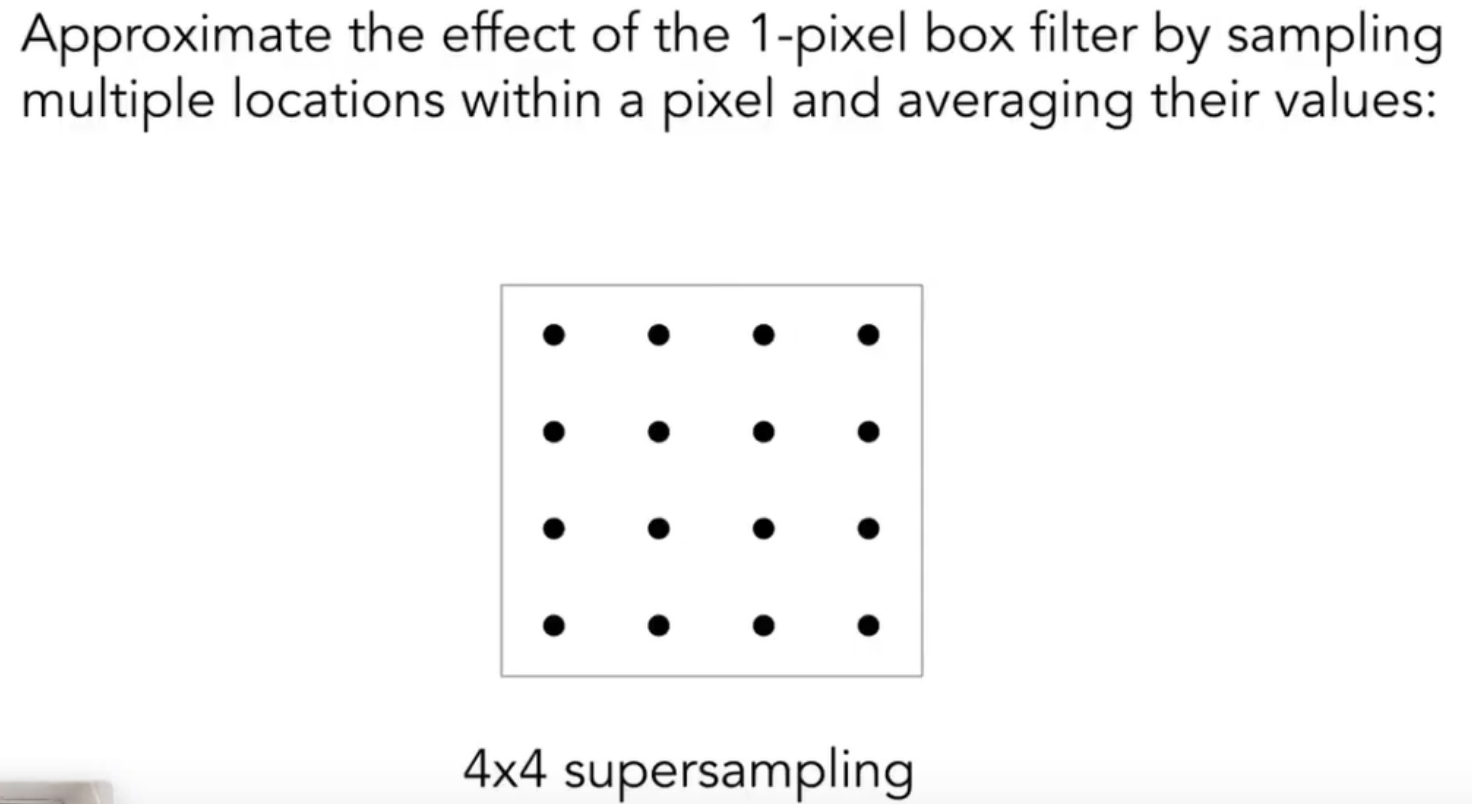 Approximate the effect of the 1-pixel box filter by sampling
multiple locations within a pixel and averaging their values:
4x4 supersampling